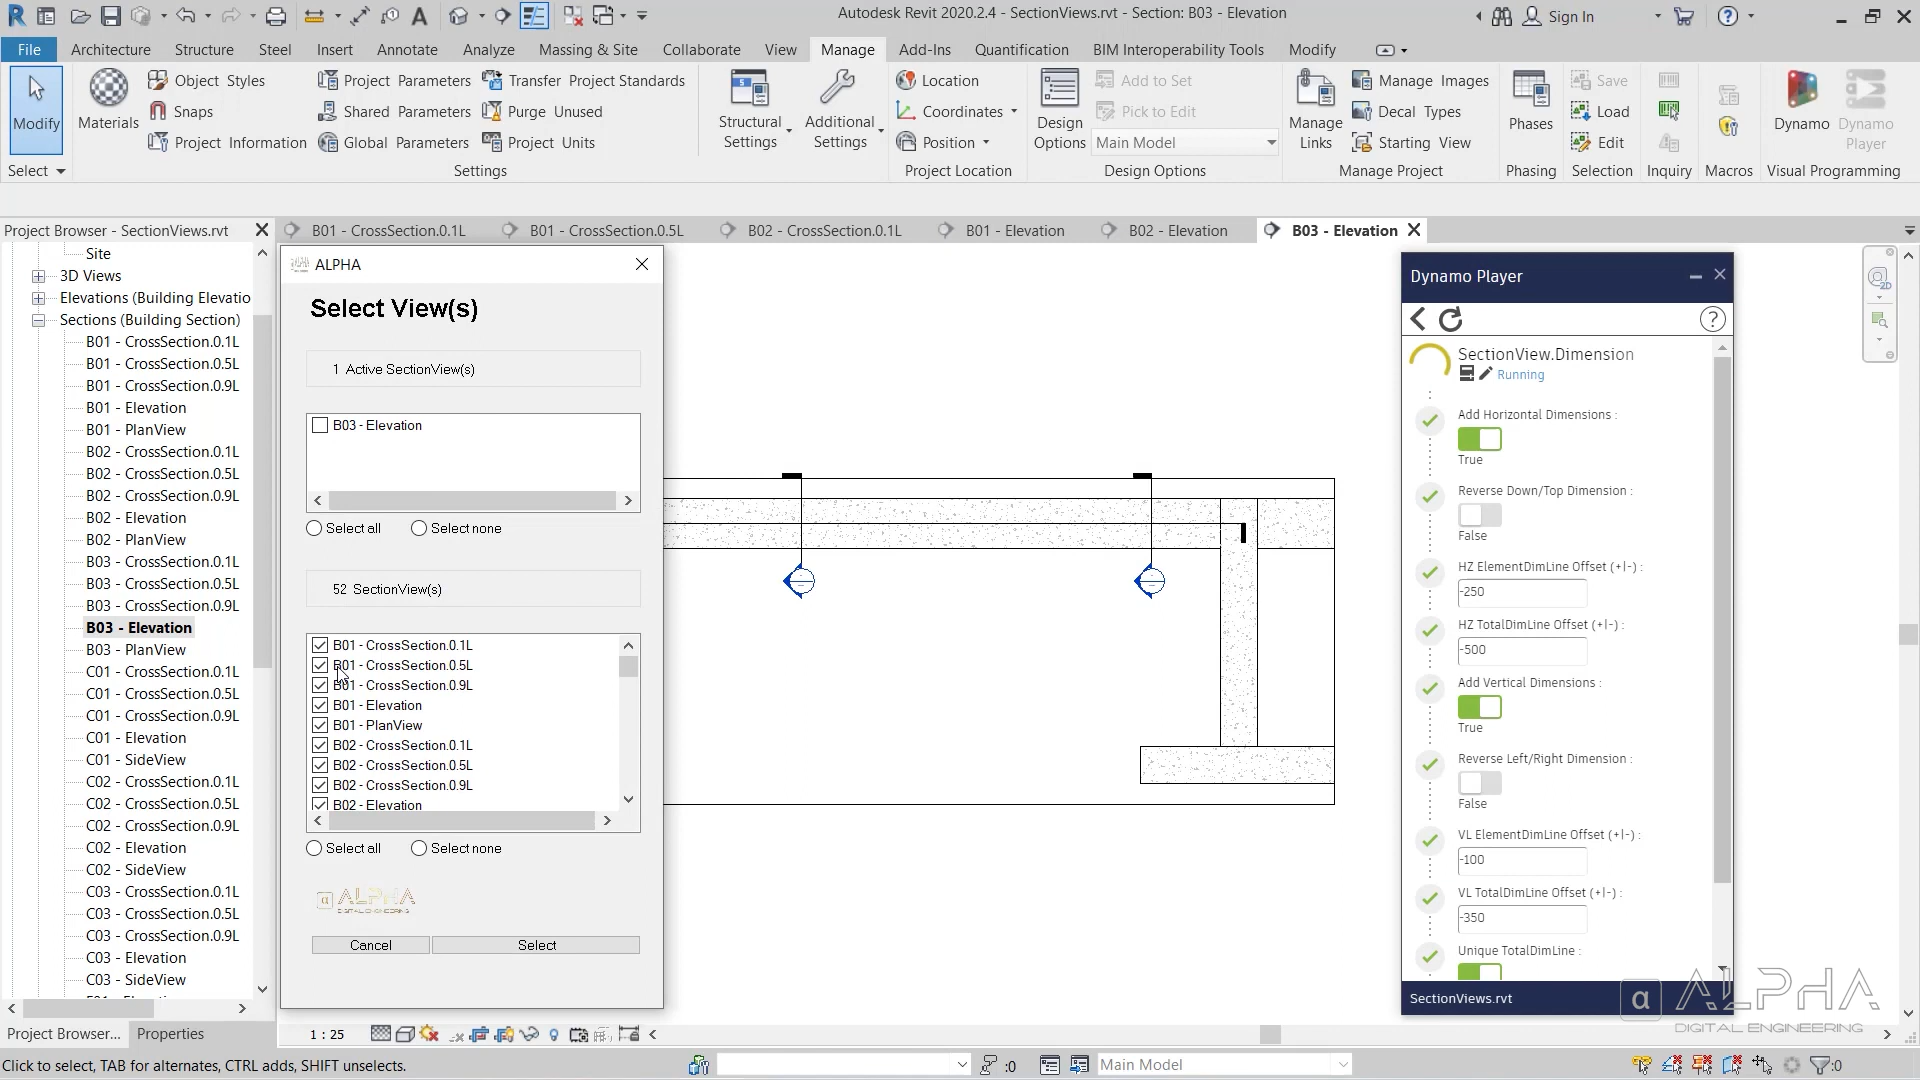 Autodesk Revit 2020.2.4 - SectionViews.rvt - Section: B03 - Elevation
Sign In
File
Architecture
Structure
Steel
Insert
Annotate
Analyze
Massing & Site
Collaborate
View
Manage
Add-Ins
Quantification
BIM Interoperability Tools
Modify
Modify
Materials
Object Styles
Snaps
Project Information
Project Parameters
Shared Parameters
Global Parameters
Transfer Project Standards
Purge Unused
Project Units
Structural
Settings
Additional
Settings
Location
Coordinates
Position
Design
Options
Add to Set
Pick to Edit
Main Model
Manage
Links
Manage Images
Decal Types
Starting View
Phases
Save
Load
Edit
Dynamo
Dynamo
Player
Select
Settings
Project Location
Design Options
Manage Project
Phasing
Selection
Inquiry
Macros
Visual Programming
Project Browser - SectionViews.rvt
B01 - CrossSection.0.1L
B01 - CrossSection.0.5L
B02 - CrossSection.0.1L
B01 - Elevation
B02 - Elevation
B03 - Elevation
Site
3D Views
Elevations (Building Elevatio
Sections (Building Section)
B01 - CrossSection.0.1L
B01 - CrossSection.0.5L
B01 - CrossSection.0.9L
B01 - Elevation
B01 - PlanView
B02 - CrossSection.0.1L
B02 - CrossSection.0.5L
B02 - CrossSection.0.9L
B02 - Elevation
B02 - PlanView
B03 - CrossSection.0.1L
B03 - CrossSection.0.5L
B03 - CrossSection.0.9L
B03 - Elevation
B03 - PlanView
C01 - CrossSection.0.1L
C01 - CrossSection.0.5L
C01 - CrossSection.0.9L
C01 - Elevation
C01 - SideView
C02 - CrossSection.0.1L
C02 - CrossSection.0.5L
C02 - CrossSection.0.9L
C02 - Elevation
C02 - SideView
C03 - CrossSection.0.1L
C03 - CrossSection.0.5L
C03 - CrossSection.0.9L
C03 - Elevation
C03 - SideView
Project Browser...
Properties
ALPHA
Select View(s)
1 Active SectionView(s)
B03 - Elevation
Select all
Select none
52 SectionView(s)
B01 - CrossSection.0.1L
B01 - CrossSection.0.5L
B01 - CrossSection.0.9L
B01 - Elevation
B01 - PlanView
B02 - CrossSection.0.1L
B02 - CrossSection.0.5L
B02 - CrossSection.0.9L
B02 - Elevation
Select all
Select none
ALPHA
DIGITAL ENGINEERING
Cancel
Select
Dynamo Player
SectionView.Dimension
Running
Add Horizontal Dimensions :
True
Reverse Down/Top Dimension :
False
HZ ElementDimLine Offset (+|-) :
-250
HZ TotalDimLine Offset (+|-) :
-500
Add Vertical Dimensions :
True
Reverse Left/Right Dimension :
False
VL ElementDimLine Offset (+|-) :
-100
VL TotalDimLine Offset (+|-) :
-350
Unique TotalDimLine :
SectionViews.rvt
α ALPHA
DIGITAL ENGINEERING
1 : 25
Click to select, TAB for alternates, CTRL adds, SHIFT unselects.
:0
Main Model
:0